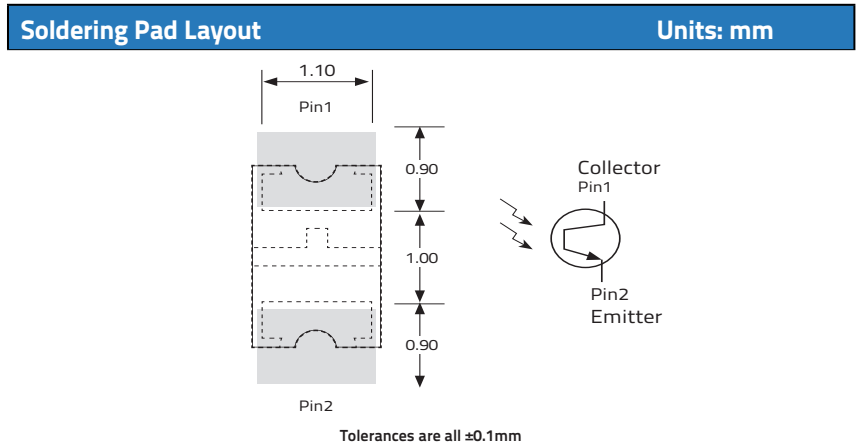 Soldering Pad Layout Units: mm
1.10
Pin1
0.90
Collector
Pin1
1.00
Pin2
Emitter
0.90
Pin2
Tolerances are all ±0.1mm